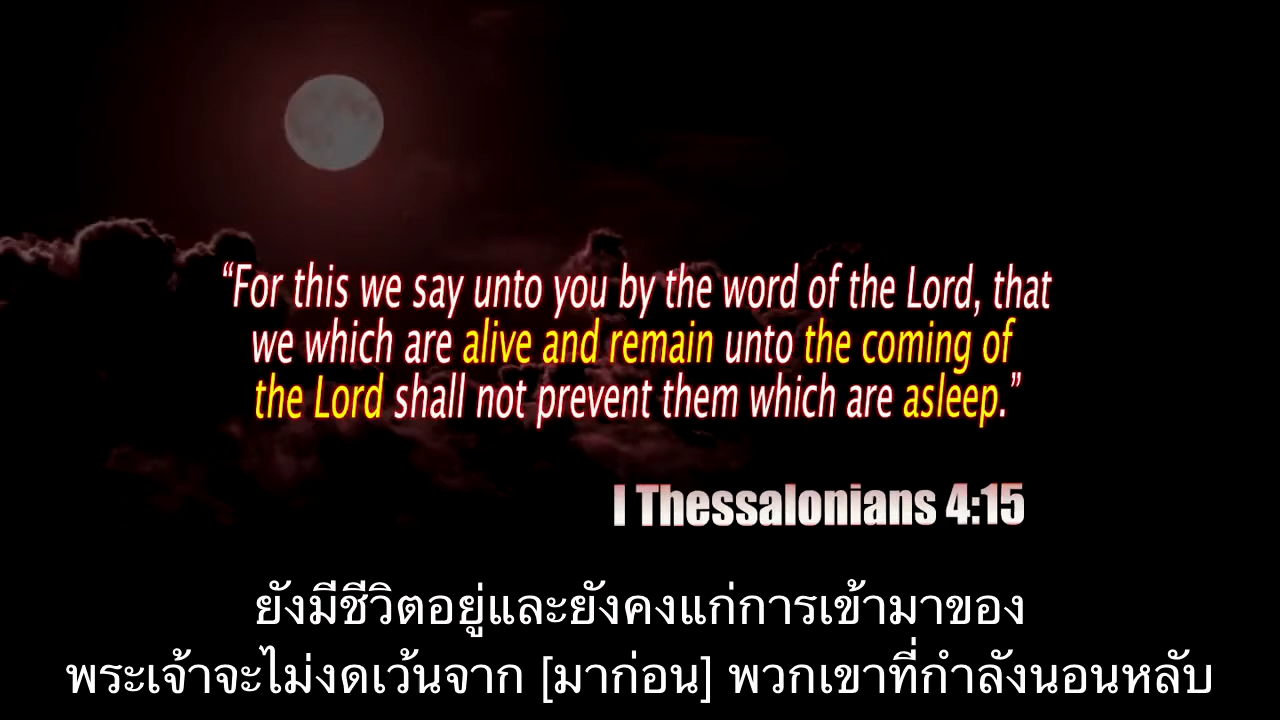 “For this we say unto you by the word of the Lord, that
we which are alive and remain unto the coming of
the Lord shall not prevent them which are asleep.”
I Thessalonians 4:15
ยังมีชีวิตอยู่และยังคงแก่การเข้ามาของ
พระเจ้าจะไม่งดเว้นจาก [มาก่อน] พวกเขาที่กำลังนอนหลับ